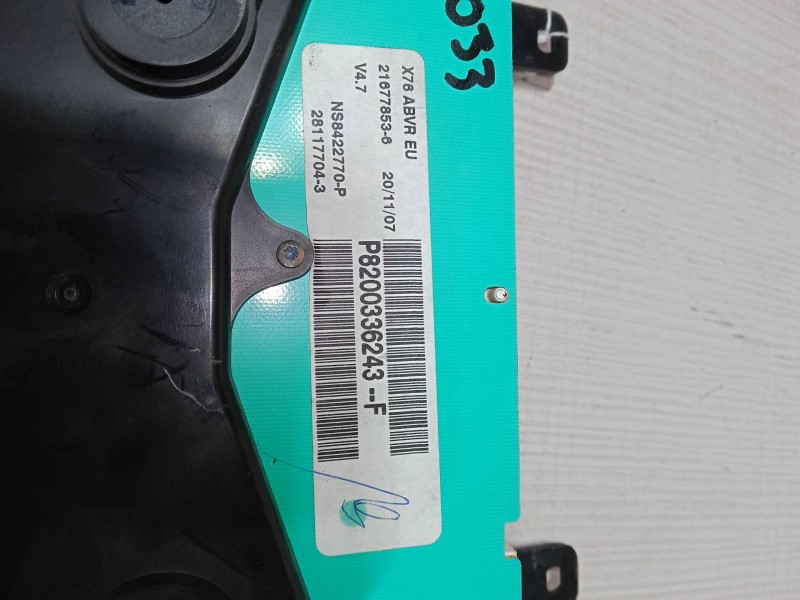 033
X76 ABVR EU
21677853-6 20/11/07
V4.7
NS8422770-P
28117704-3
P8200336243 --F